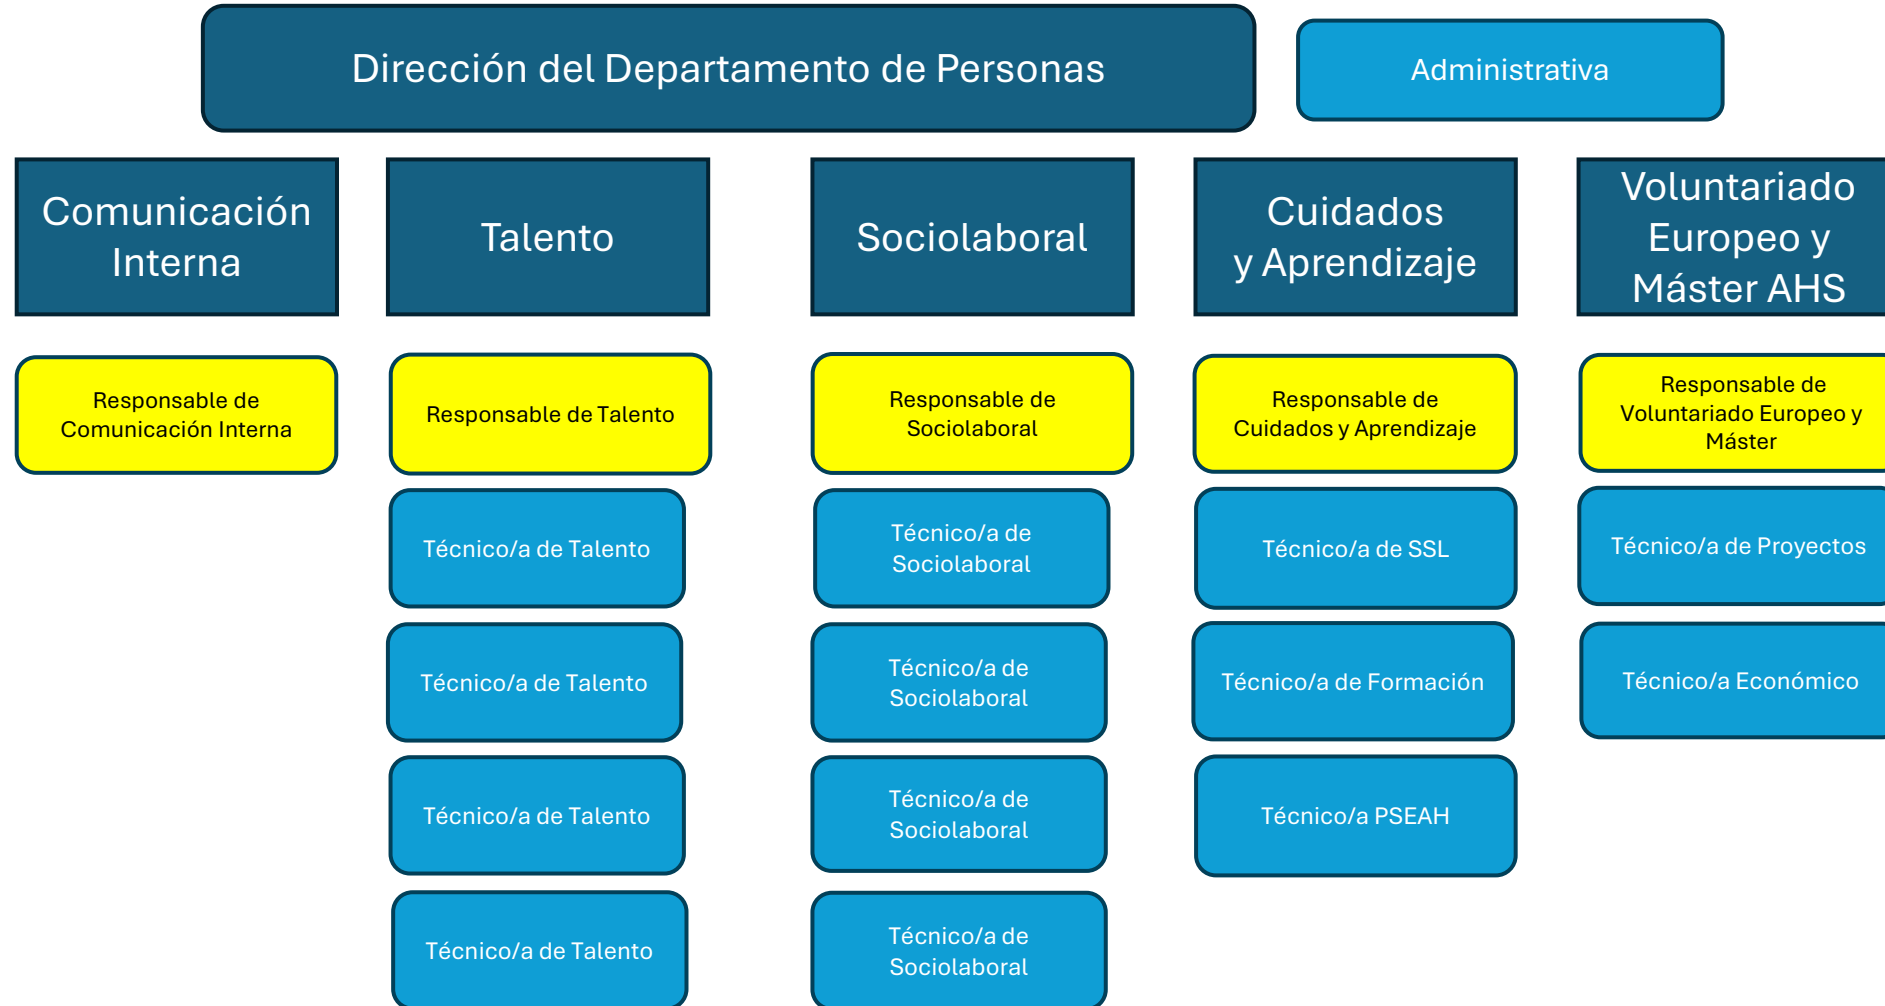 Dirección del Departamento de Personas
Administrativa
Comunicación
Interna
Talento
Sociolaboral
Cuidados
y Aprendizaje
Voluntariado
Europeo y
Máster AHS
Responsable de
Comunicación Interna
Responsable de Talento
Responsable de
Sociolaboral
Responsable de
Cuidados y Aprendizaje
Responsable de
Voluntariado Europeo y
Máster
Técnico/a de Talento
Técnico/a de
Sociolaboral
Técnico/a de SSL
Técnico/a de Proyectos
Técnico/a de Talento
Técnico/a de
Sociolaboral
Técnico/a de Formación
Técnico/a Económico
Técnico/a de Talento
Técnico/a de
Sociolaboral
Técnico/a PSEAH
Técnico/a de Talento
Técnico/a de
Sociolaboral